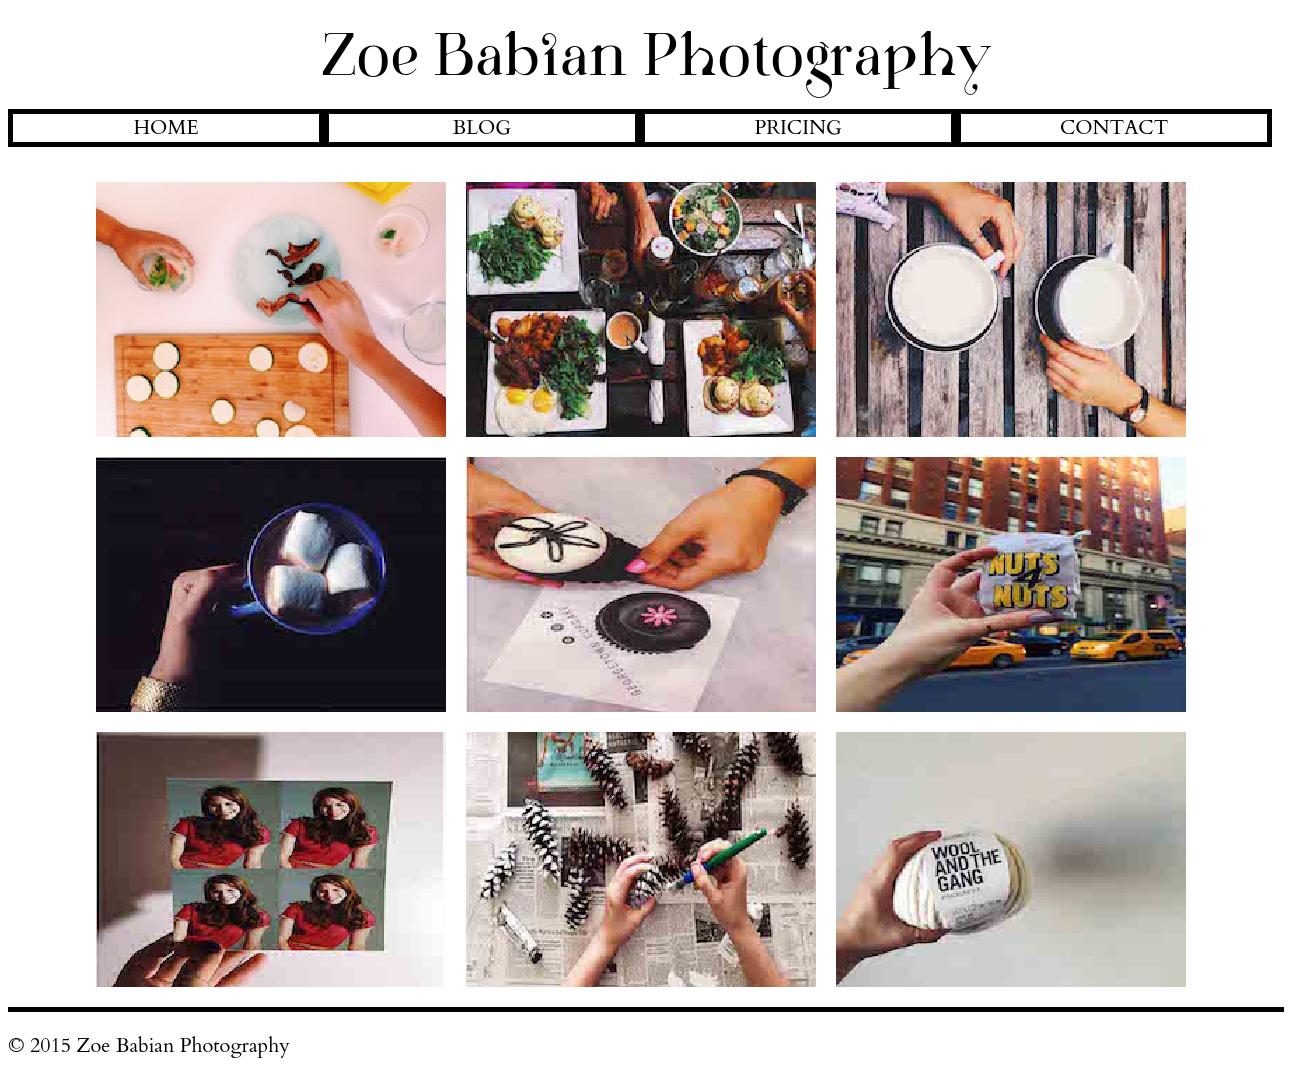 Zoe Babian Photography
HOME BLOG PRICING CONTACT
NUTS
4
NUTS
GEORGETOWN CUPCAKE
WOOL
AND THE
GANG
© 2015 Zoe Babian Photography